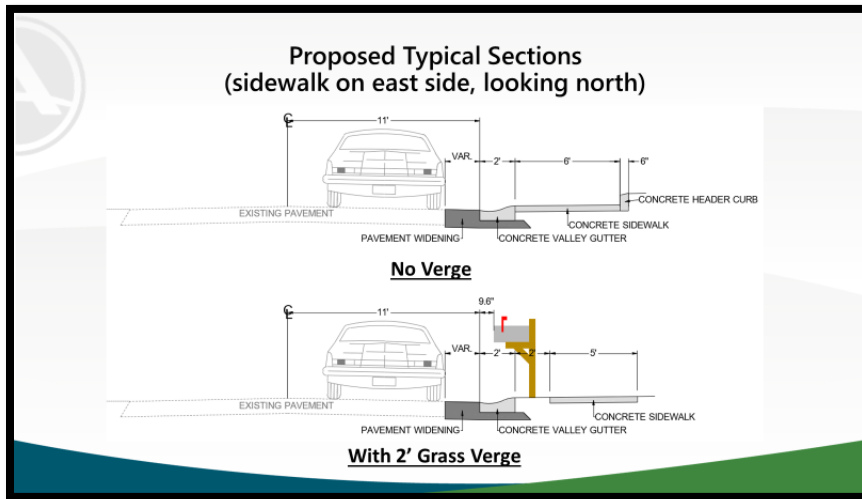 Proposed Typical Sections
(sidewalk on east side, looking north)
℄
11'
VAR.
2'
6'
6"
CONCRETE HEADER CURB
EXISTING PAVEMENT
CONCRETE SIDEWALK
PAVEMENT WIDENING
CONCRETE VALLEY GUTTER
No Verge
9.6"
℄
11'
VAR.
2'
2'
5'
EXISTING PAVEMENT
CONCRETE SIDEWALK
PAVEMENT WIDENING
CONCRETE VALLEY GUTTER
With 2' Grass Verge